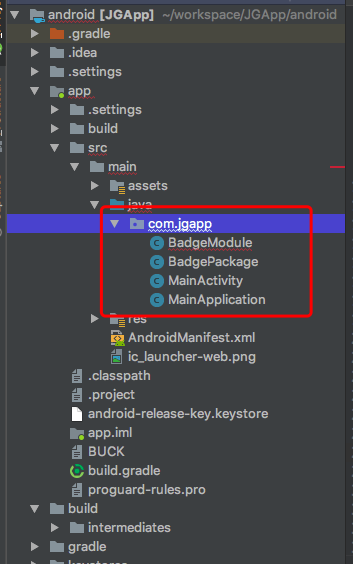 android [JGApp] ~/workspace/JGApp/android
.gradle
.idea
.settings
app
.settings
build
src
main
assets
java
com.jgapp
BadgeModule
BadgePackage
MainActivity
MainApplication
res
AndroidManifest.xml
ic_launcher-web.png
.classpath
.project
android-release-key.keystore
app.iml
BUCK
build.gradle
proguard-rules.pro
build
intermediates
gradle
keystores